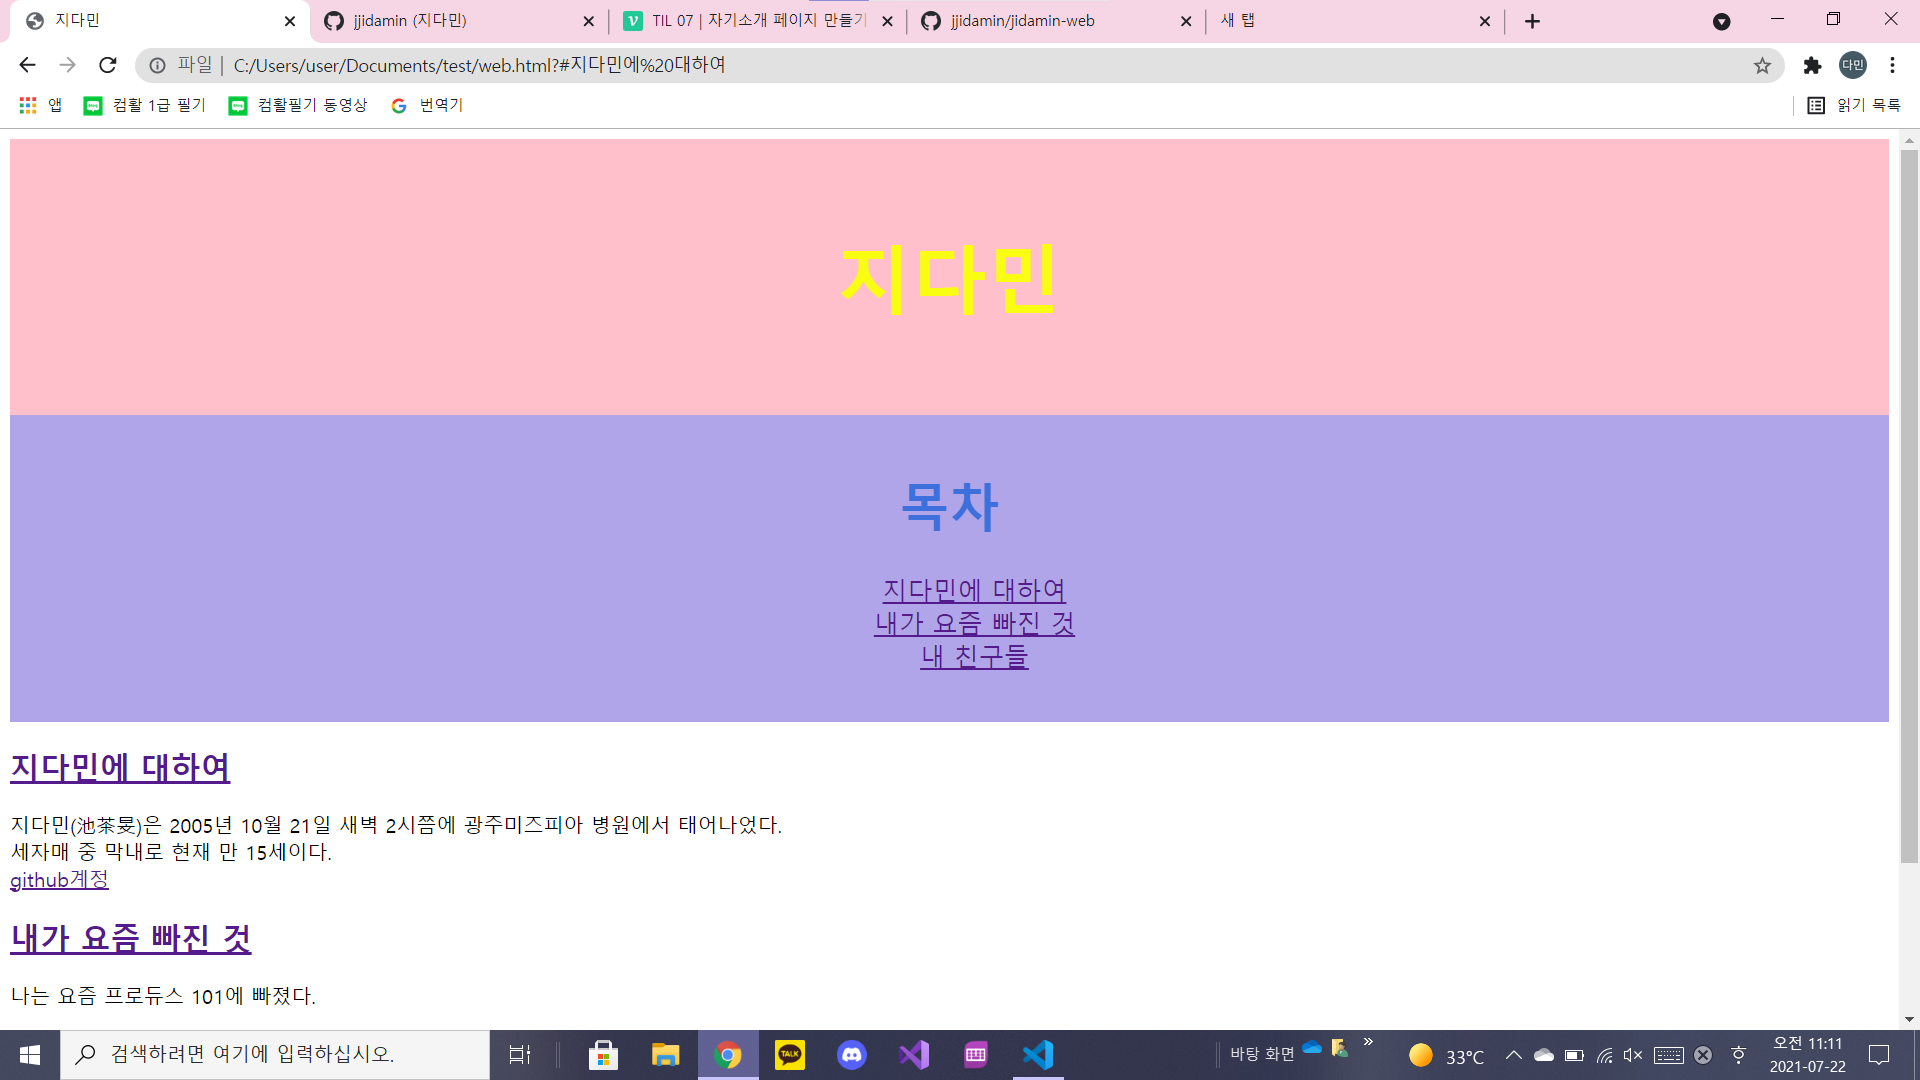 지다민
jjidamin (지다민)
TIL 07 | 자기소개 페이지 만들기
jjidamin/jidamin-web
새 탭
파일 | C:/Users/user/Documents/test/web.html?#지다민에%20대하여
다민
앱
컴활 1급 필기
컴활필기 동영상
번역기
읽기 목록
지다민
목차
지다민에 대하여
내가 요즘 빠진 것
내 친구들
지다민에 대하여
지다민(池茶旻)은 2005년 10월 21일 새벽 2시쯤에 광주미즈피아 병원에서 태어나었다.
세자매 중 막내로 현재 만 15세이다.
github계정
내가 요즘 빠진 것
나는 요즘 프로듀스 101에 빠졌다.
검색하려면 여기에 입력하십시오.
TALK
바탕 화면
33°C
오전 11:11
2021-07-22